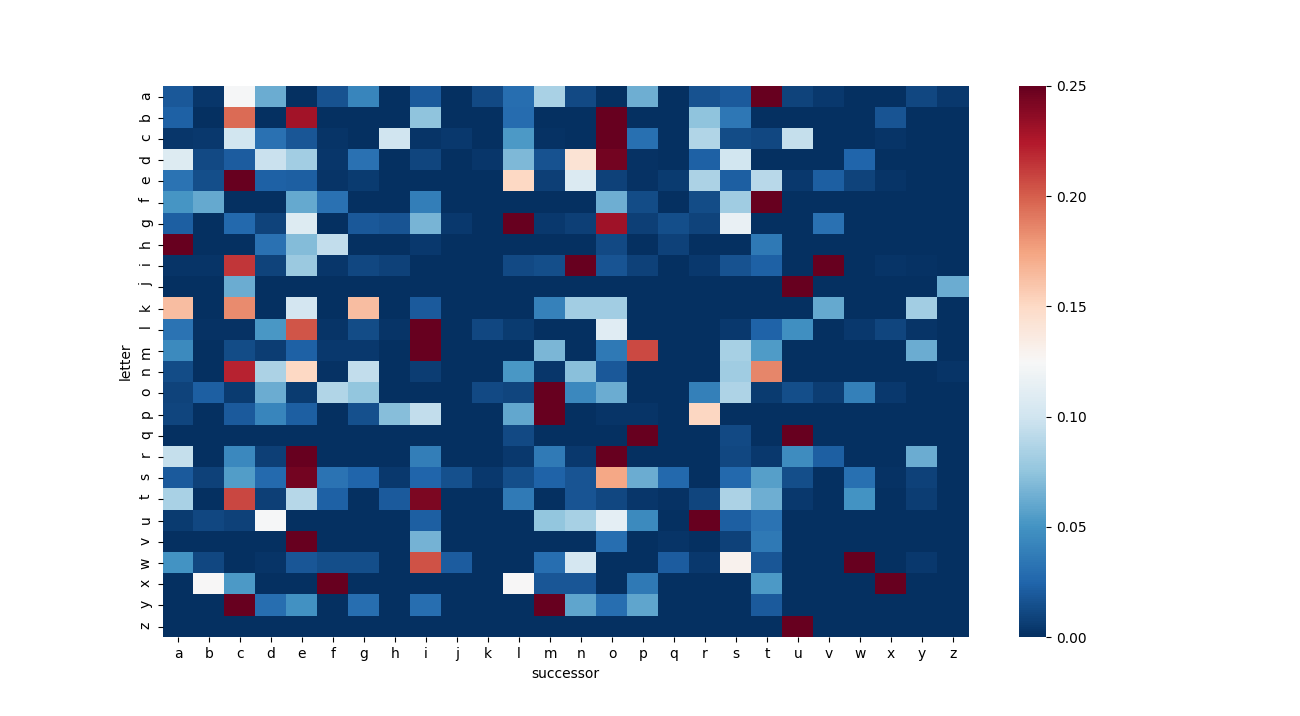 letter
a
b
c
d
e
f
g
h
i
j
k
l
m
n
o
p
q
r
s
t
u
v
w
x
y
z
a b c d e f g h i j k l m n o p q r s t u v w x y z
successor
0.25
0.20
0.15
0.10
0.05
0.00